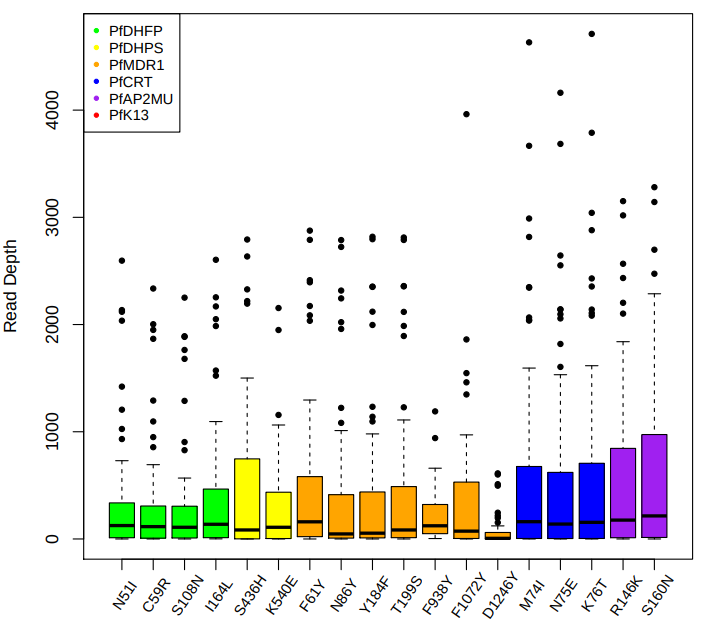 PfDHFP
PfDHPS
PfMDR1
PfCRT
PfAP2MU
PfK13
Read Depth
4000
3000
2000
1000
0
N51I
C59R
S108N
I164L
S436H
K540E
F61Y
N86Y
Y184F
T199S
F938Y
F1072Y
D1246Y
M74I
N75E
K76T
R146K
S160N